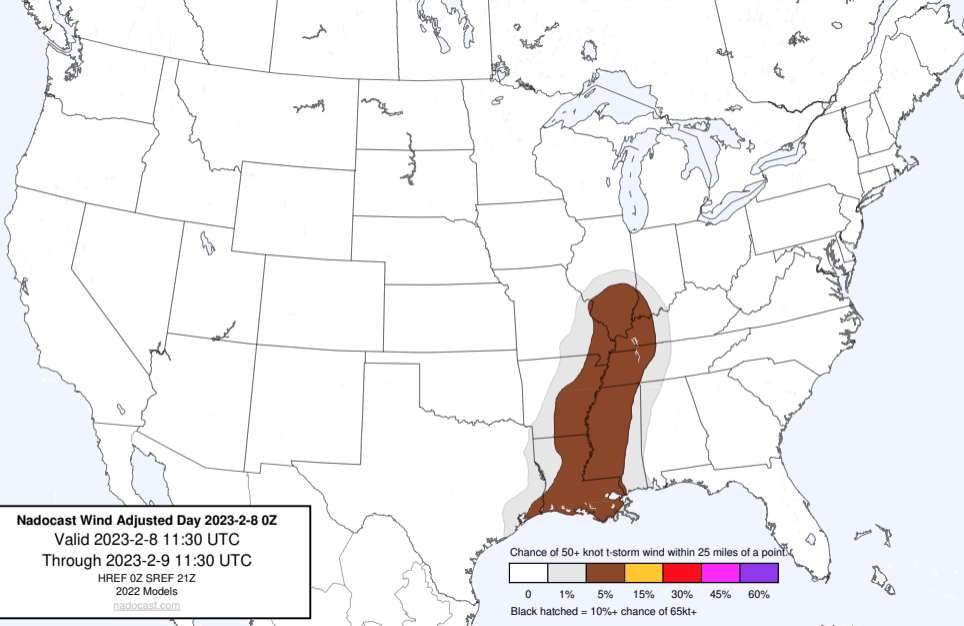 Nadocast Wind Adjusted Day 2023-2-8 0Z
Valid 2023-2-8 11:30 UTC
Through 2023-2-9 11:30 UTC
HREF 0Z SREF 21Z
2022 Models
nadocast.com
Chance of 50+ knot t-storm wind within 25 miles of a point.
0 1% 5% 15% 30% 45% 60%
Black hatched = 10%+ chance of 65kt+